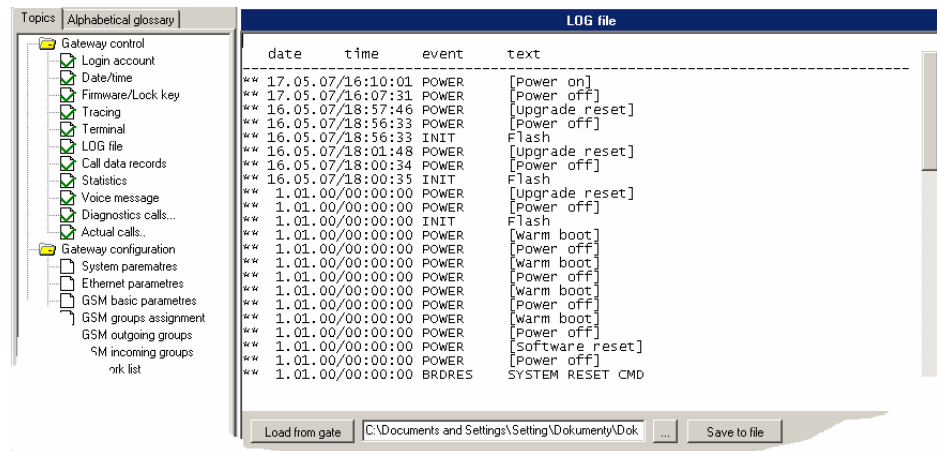 Topics Alphabetical glossary
Gateway control
Login account
Date/time
Firmware/Lock key
Tracing
Terminal
LOG file
Call data records
Statistics
Voice message
Diagnostics calls...
Actual calls..
Gateway configuration
System parematres
Ethernet parametres
GSM basic parametres
GSM groups assignment
GSM outgoing groups
SM incoming groups
ork list
LOG file
date time event text
** 17.05.07/16:10:01 POWER [Power on]
** 17.05.07/16:07:31 POWER [Power off]
** 16.05.07/18:57:46 POWER [Upgrade reset]
** 16.05.07/18:56:33 POWER [Power off]
** 16.05.07/18:56:33 INIT Flash
** 16.05.07/18:01:48 POWER [Upgrade reset]
** 16.05.07/18:00:34 POWER [Power off]
** 16.05.07/18:00:35 INIT Flash
** 1.01.00/00:00:00 POWER [Upgrade reset]
** 1.01.00/00:00:00 POWER [Power off]
** 1.01.00/00:00:00 INIT Flash
** 1.01.00/00:00:00 POWER [Warm boot]
** 1.01.00/00:00:00 POWER [Power off]
** 1.01.00/00:00:00 POWER [Warm boot]
** 1.01.00/00:00:00 POWER [Power off]
** 1.01.00/00:00:00 POWER [Warm boot]
** 1.01.00/00:00:00 POWER [Power off]
** 1.01.00/00:00:00 POWER [Warm boot]
** 1.01.00/00:00:00 POWER [Power off]
** 1.01.00/00:00:00 POWER [Software reset]
** 1.01.00/00:00:00 POWER [Power off]
** 1.01.00/00:00:00 BRDRES SYSTEM RESET CMD
Load from gate C:\Documents and Settings\Setting\Dokumenty\Dok ... Save to file